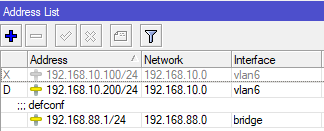 Address List
Address Network Interface
X 192.168.10.100/24 192.168.10.0 vlan6
D 192.168.10.200/24 192.168.10.0 vlan6
;;; defconf
192.168.88.1/24 192.168.88.0 bridge